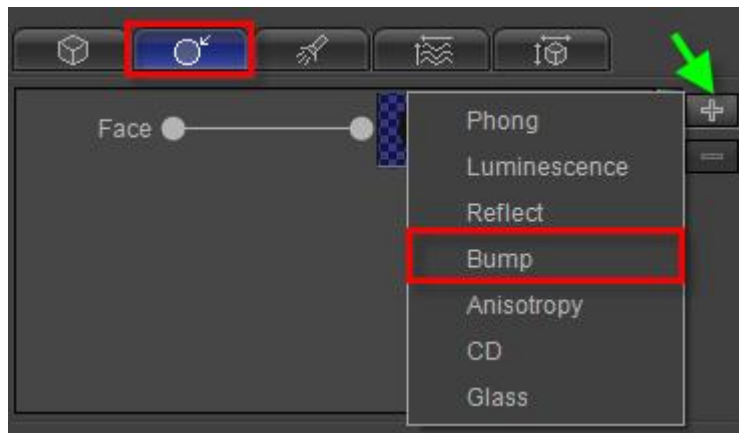 Face
Phong
Luminescence
Reflect
Bump
Anisotropy
CD
Glass